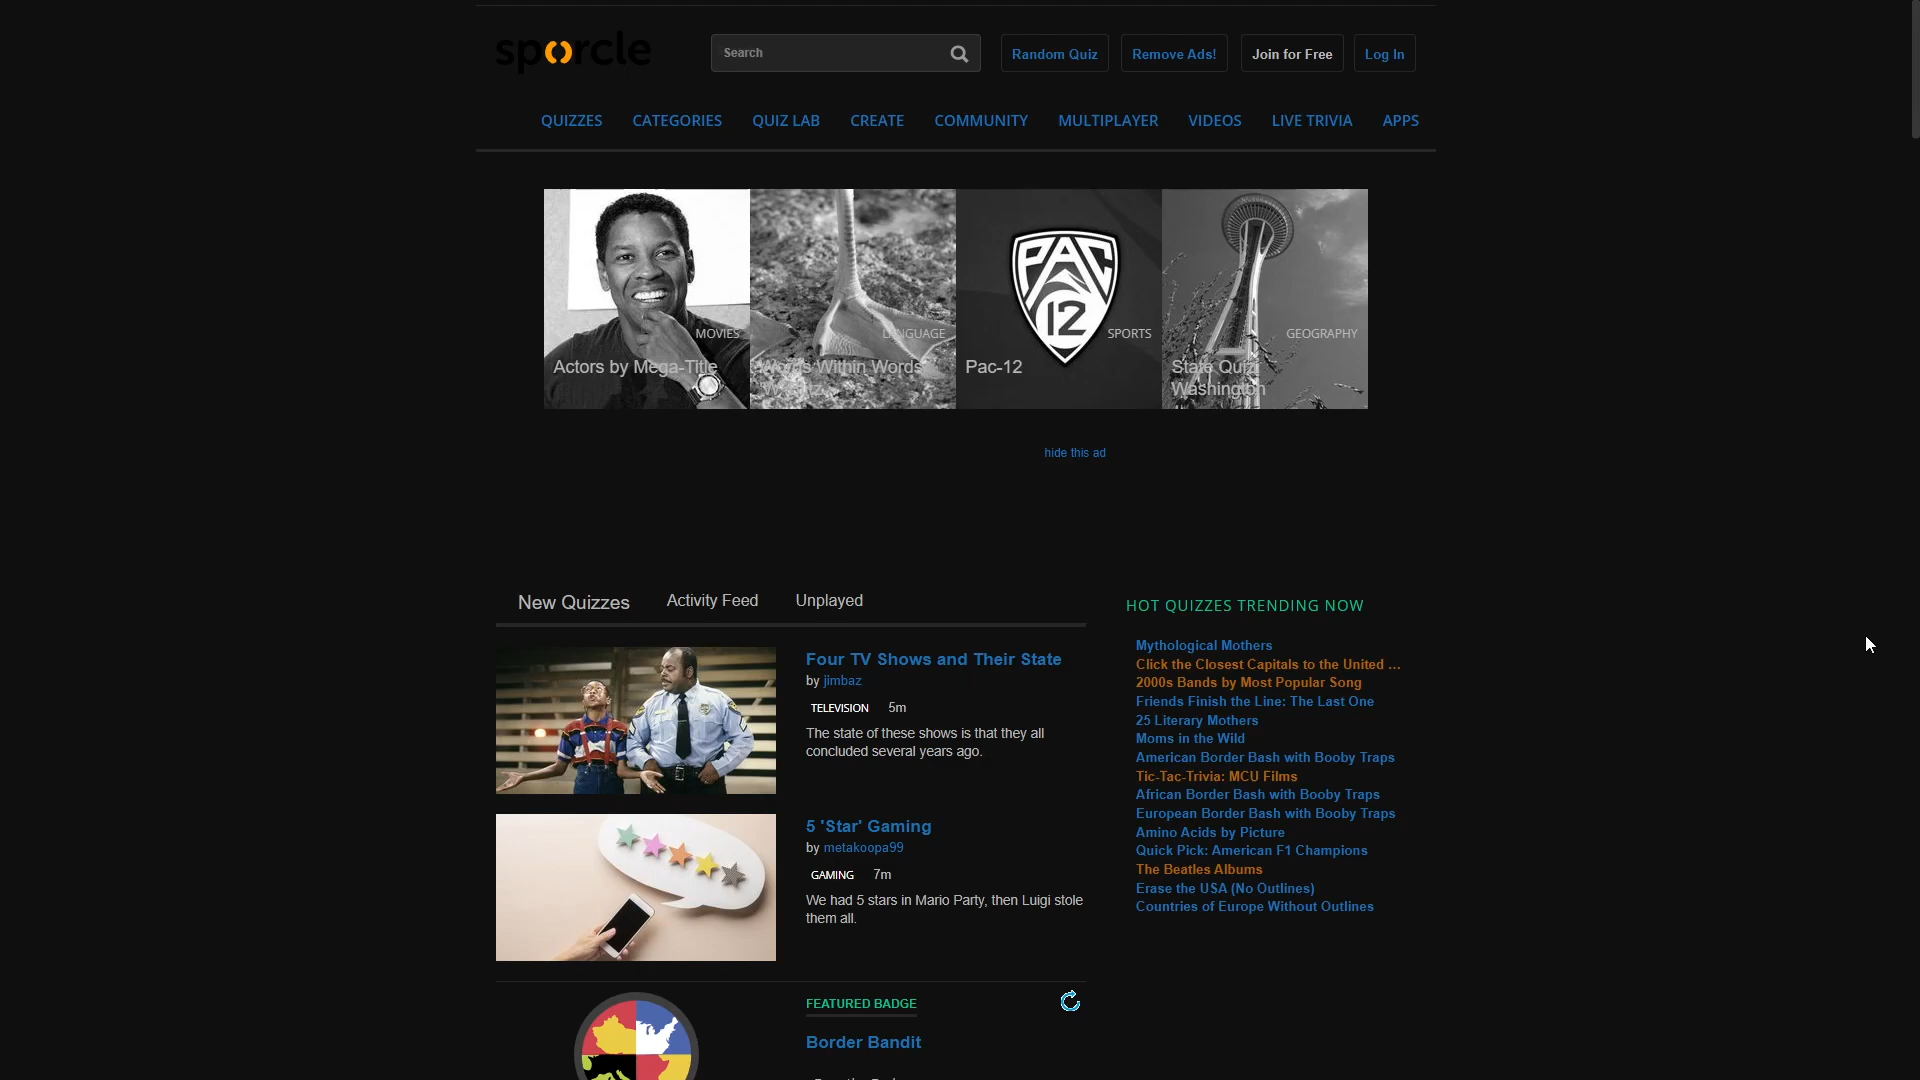 sporcle
Search
Random Quiz
Remove Ads!
Join for Free
Log In
QUIZZES
CATEGORIES
QUIZ LAB
CREATE
COMMUNITY
MULTIPLAYER
VIDEOS
LIVE TRIVIA
APPS
MOVIES
Actors by Mega-Title
LANGUAGE
Words Within Words:
PAC
12
SPORTS
Pac-12
GEOGRAPHY
State Quiz:
Washington
hide this ad
New Quizzes
Activity Feed
Unplayed
Four TV Shows and Their State
by jimbaz
TELEVISION 5m
The state of these shows is that they all
concluded several years ago.
5 'Star' Gaming
by metakoopa99
GAMING 7m
We had 5 stars in Mario Party, then Luigi stole
them all.
FEATURED BADGE
Border Bandit
HOT QUIZZES TRENDING NOW
Mythological Mothers
Click the Closest Capitals to the United ...
2000s Bands by Most Popular Song
Friends Finish the Line: The Last One
25 Literary Mothers
Moms in the Wild
American Border Bash with Booby Traps
Tic-Tac-Trivia: MCU Films
African Border Bash with Booby Traps
European Border Bash with Booby Traps
Amino Acids by Picture
Quick Pick: American F1 Champions
The Beatles Albums
Erase the USA (No Outlines)
Countries of Europe Without Outlines